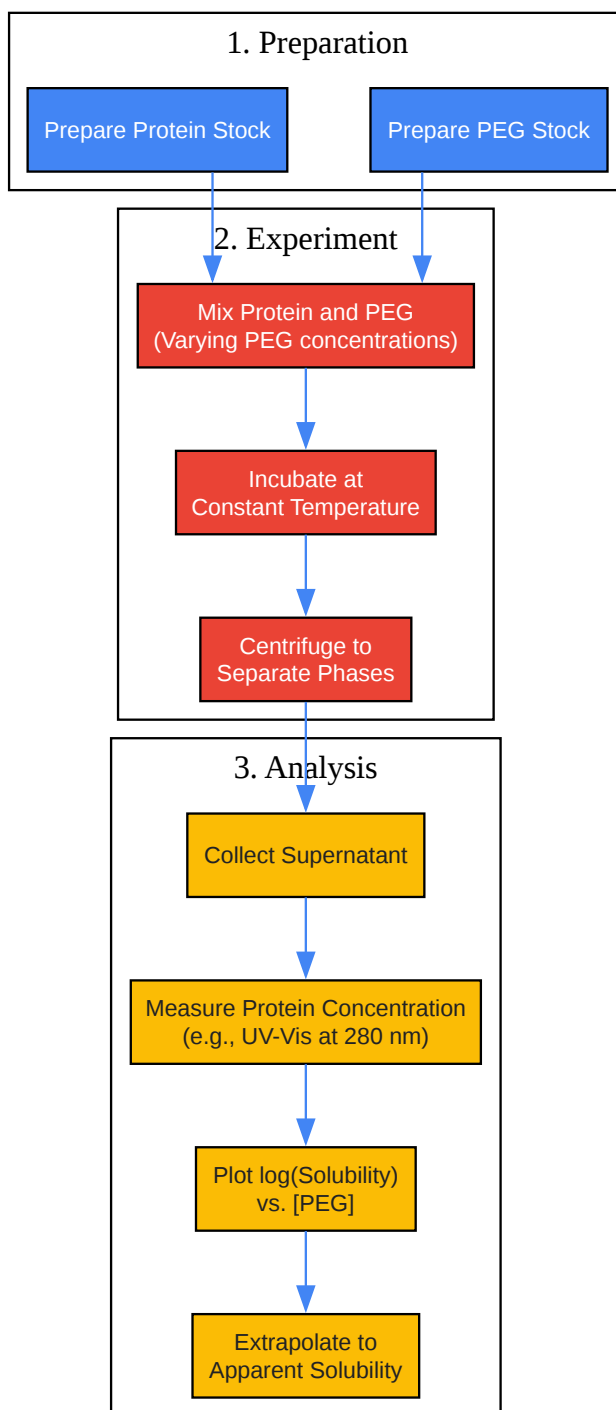 1. Preparation
Prepare Protein Stock
Prepare PEG Stock
2. Experiment
Mix Protein and PEG
(Varying PEG concentrations)
Incubate at
Constant Temperature
Centrifuge to
Separate Phases
3. Analysis
Collect Supernatant
Measure Protein Concentration
(e.g., UV-Vis at 280 nm)
Plot log(Solubility)
vs. [PEG]
Extrapolate to
Apparent Solubility